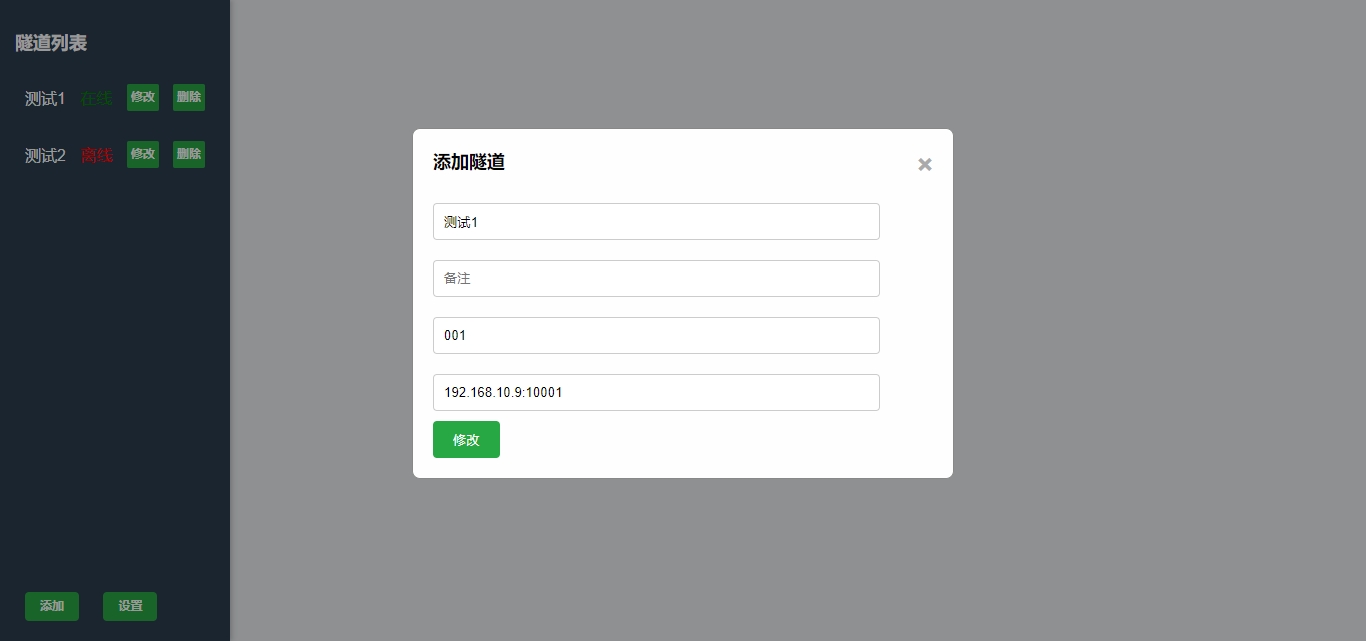 隧道列表
测试1 在线 修改 删除
测试2 离线 修改 删除
添加 设置
添加隧道 ×
测试1
备注
001
192.168.10.9:10001
修改